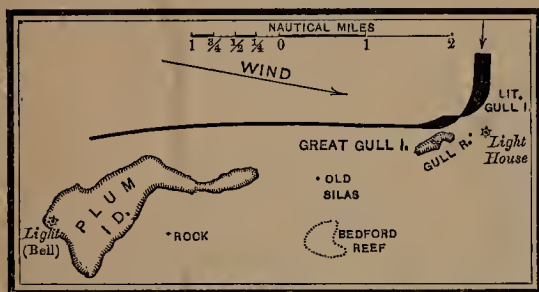 NAUTICAL MILES
1 ¾ ½ ¼ 0 1 2
WIND
LIT.
GULL I.
GREAT GULL I.
GULL R.
Light
House
OLD
SILAS
PLUM
ID.
Light
(Bell)
ROCK
BEDFORD
REEF